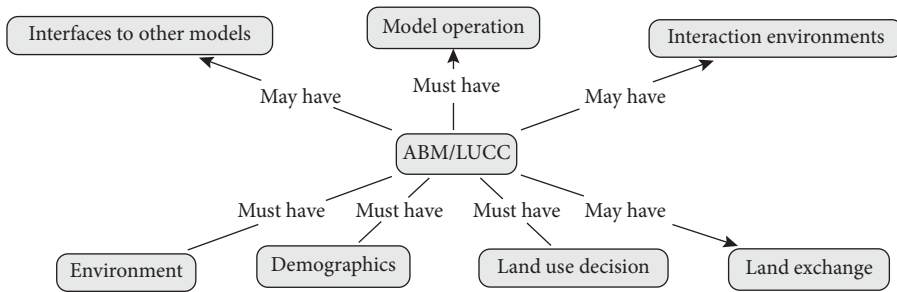 Interfaces to other models
Model operation
Interaction environments
May have
Must have
May have
ABM/LUCC
Must have
Must have
Must have
May have
Environment
Demographics
Land use decision
Land exchange